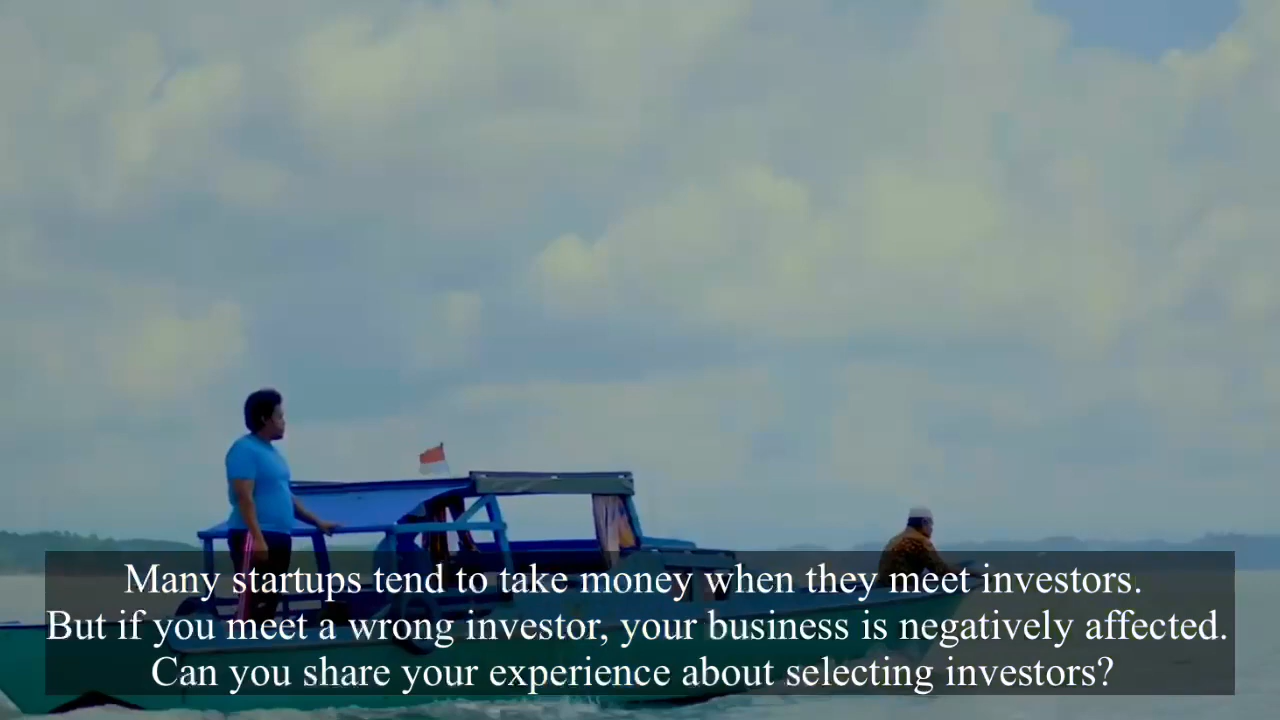 Many startups tend to take money when they meet investors.
But if you meet a wrong investor, your business is negatively affected.
Can you share your experience about selecting investors?